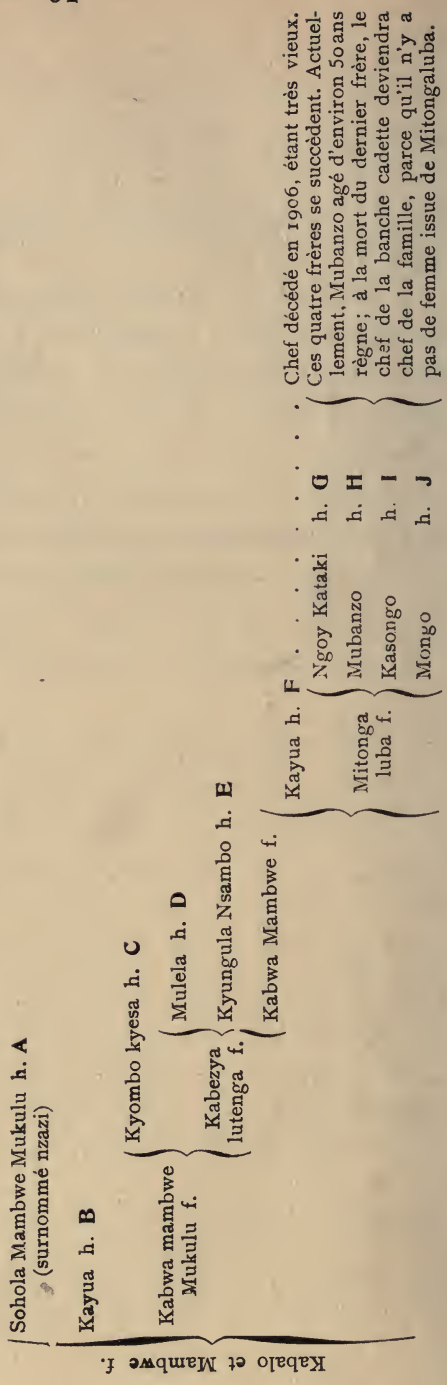 Kabalo et Mambwe f.
Sohola Mambwe Mukulu h. A
(surnommé nzazi)
Kayua h. B
Kabwa mambwe
Mukulu f.
Kyombo kyesa h. C
Kabezya
lutenga f.
Mulela h. D
Kyungula Nsambo h. E
Kabwa Mambwe f.
Kayua h. F . . . . . . . .
Mitonga
luba f.
Ngoy Kataki h. G
Mubanzo h. H
Kasongo h. I
Mongo h. J
Chef décédé en 1906, étant très vieux.
Ces quatre frères se succèdent. Actuel-
lement, Mubanzo agé d'environ 50 ans
règne; à la mort du dernier frère, le
chef de la banche cadette deviendra
chef de la famille, parce qu'il n'y a
pas de femme issue de Mitongaluba.